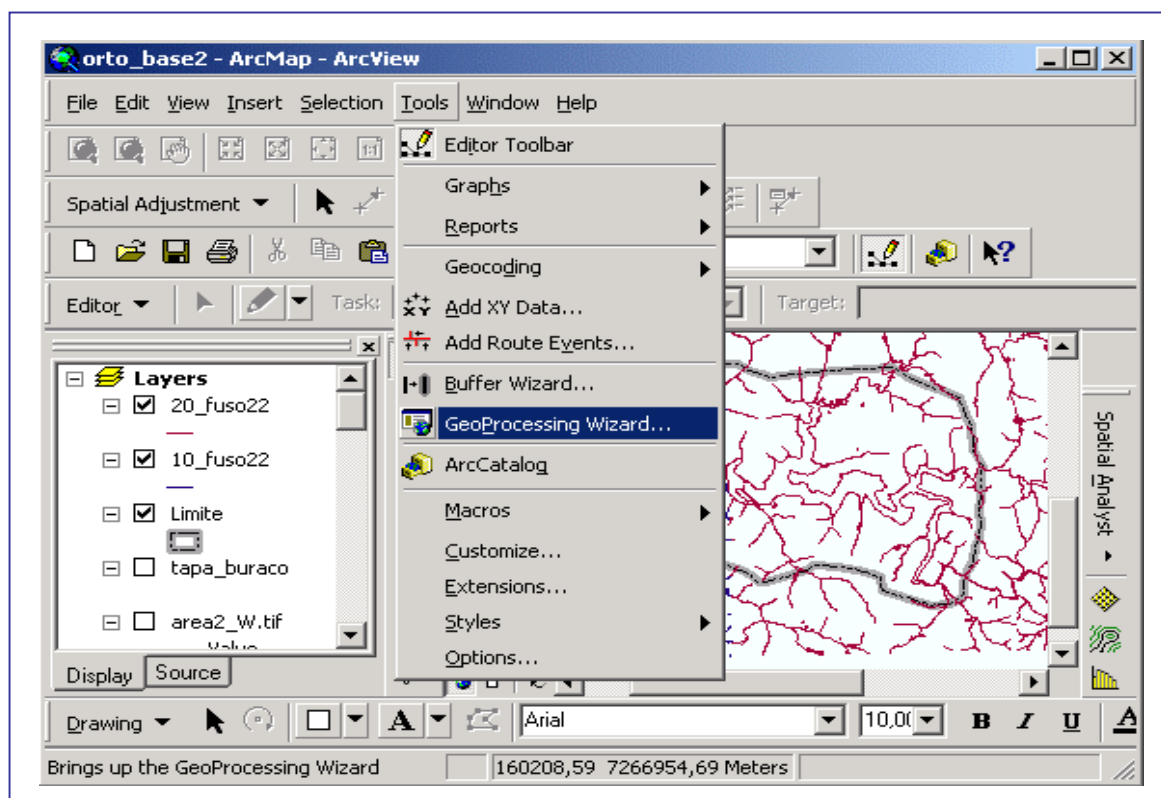 orto_base2 - ArcMap - ArcView
File Edit View Insert Selection Tools Window Help
Editor Toolbar
Graphs
Spatial Adjustment
Reports
Geocoding
Editor Task: Target:
Add XY Data...
Add Route Events...
Layers
Buffer Wizard...
20_fuso22
GeoProcessing Wizard...
10_fuso22
ArcCatalog
Limite
Macros
tapa_buraco
Customize...
Extensions...
area2_W.tif
Styles
Value
Options...
Display Source
Spatial Analyst
Drawing A Arial 10,0 B I U A
Brings up the GeoProcessing Wizard 160208,59 7266954,69 Meters